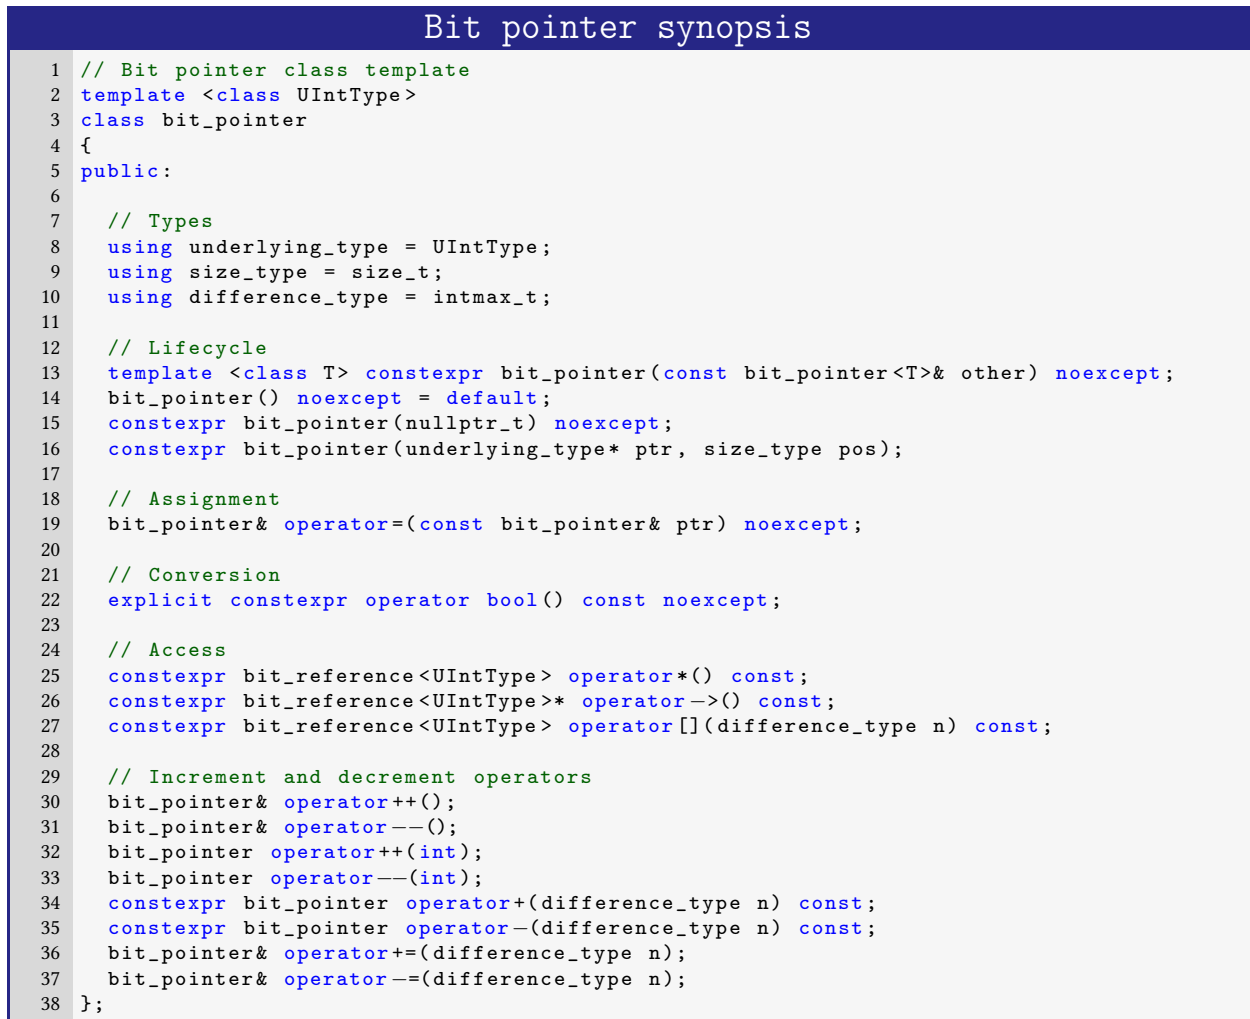 Bit pointer synopsis
1 // Bit pointer class template
2 template <class UIntType>
3 class bit_pointer
4 {
5 public:
6
7   // Types
8   using underlying_type = UIntType;
9   using size_type = size_t;
10   using difference_type = intmax_t;
11
12   // Lifecycle
13   template <class T> constexpr bit_pointer(const bit_pointer<T>& other) noexcept;
14   bit_pointer() noexcept = default;
15   constexpr bit_pointer(nullptr_t) noexcept;
16   constexpr bit_pointer(underlying_type* ptr, size_type pos);
17
18   // Assignment
19   bit_pointer& operator=(const bit_pointer& ptr) noexcept;
20
21   // Conversion
22   explicit constexpr operator bool() const noexcept;
23
24   // Access
25   constexpr bit_reference<UIntType> operator*() const;
26   constexpr bit_reference<UIntType>* operator->() const;
27   constexpr bit_reference<UIntType> operator[](difference_type n) const;
28
29   // Increment and decrement operators
30   bit_pointer& operator++();
31   bit_pointer& operator--();
32   bit_pointer operator++(int);
33   bit_pointer operator--(int);
34   constexpr bit_pointer operator+(difference_type n) const;
35   constexpr bit_pointer operator-(difference_type n) const;
36   bit_pointer& operator+=(difference_type n);
37   bit_pointer& operator-=(difference_type n);
38 };